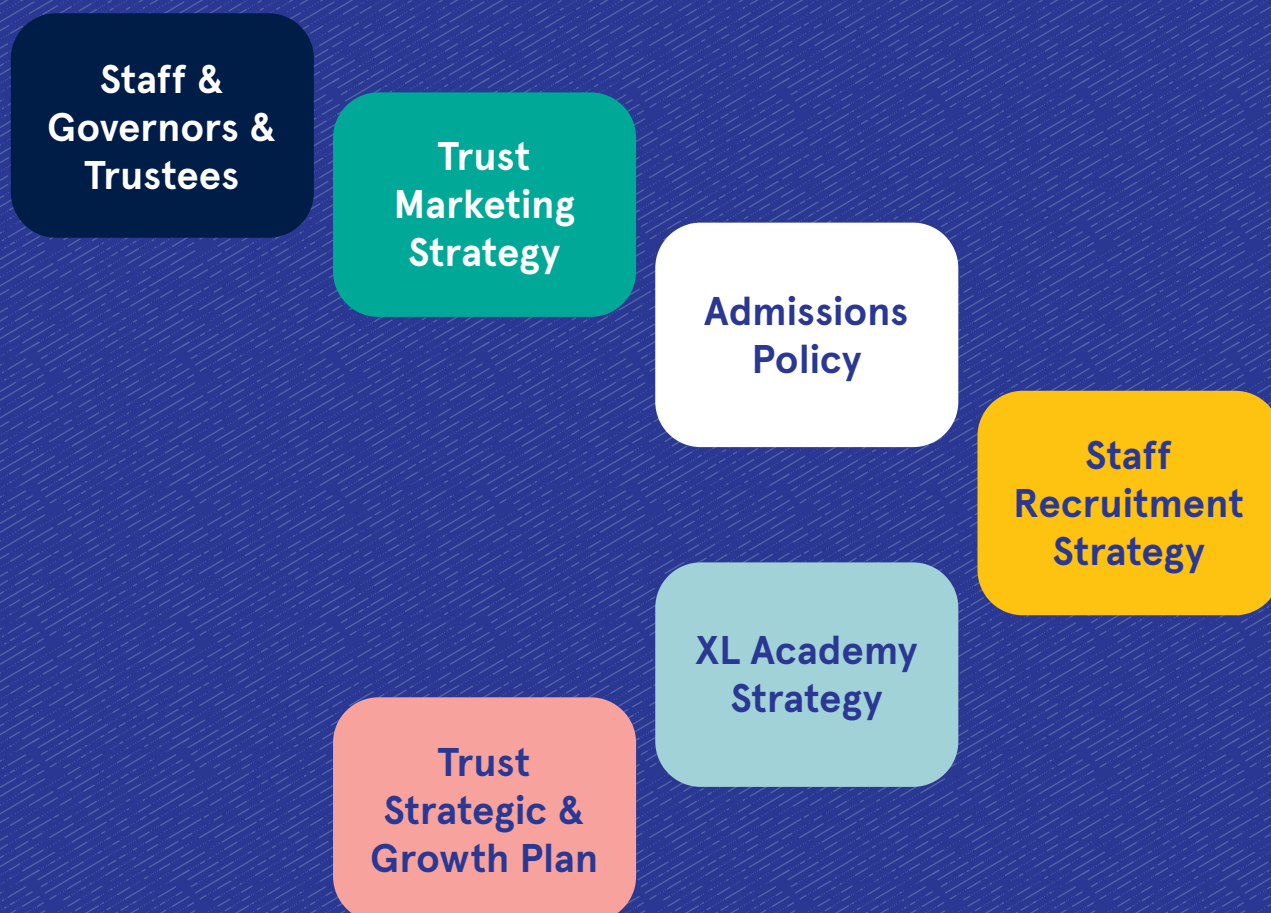 Staff &
Governors &
Trustees
Trust
Marketing
Strategy
Admissions
Policy
Staff
Recruitment
Strategy
XL Academy
Strategy
Trust
Strategic &
Growth Plan